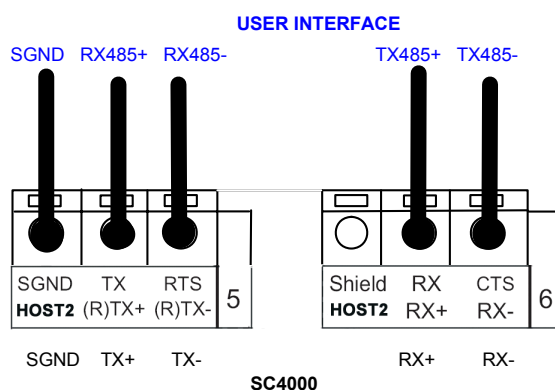 USER INTERFACE
SGND RX485+ RX485- TX485+ TX485-
SGND TX RTS 5 Shield RX CTS 6
HOST2 (R)TX+ (R)TX- HOST2 RX+ RX-
SGND TX+ TX- RX+ RX-
SC4000